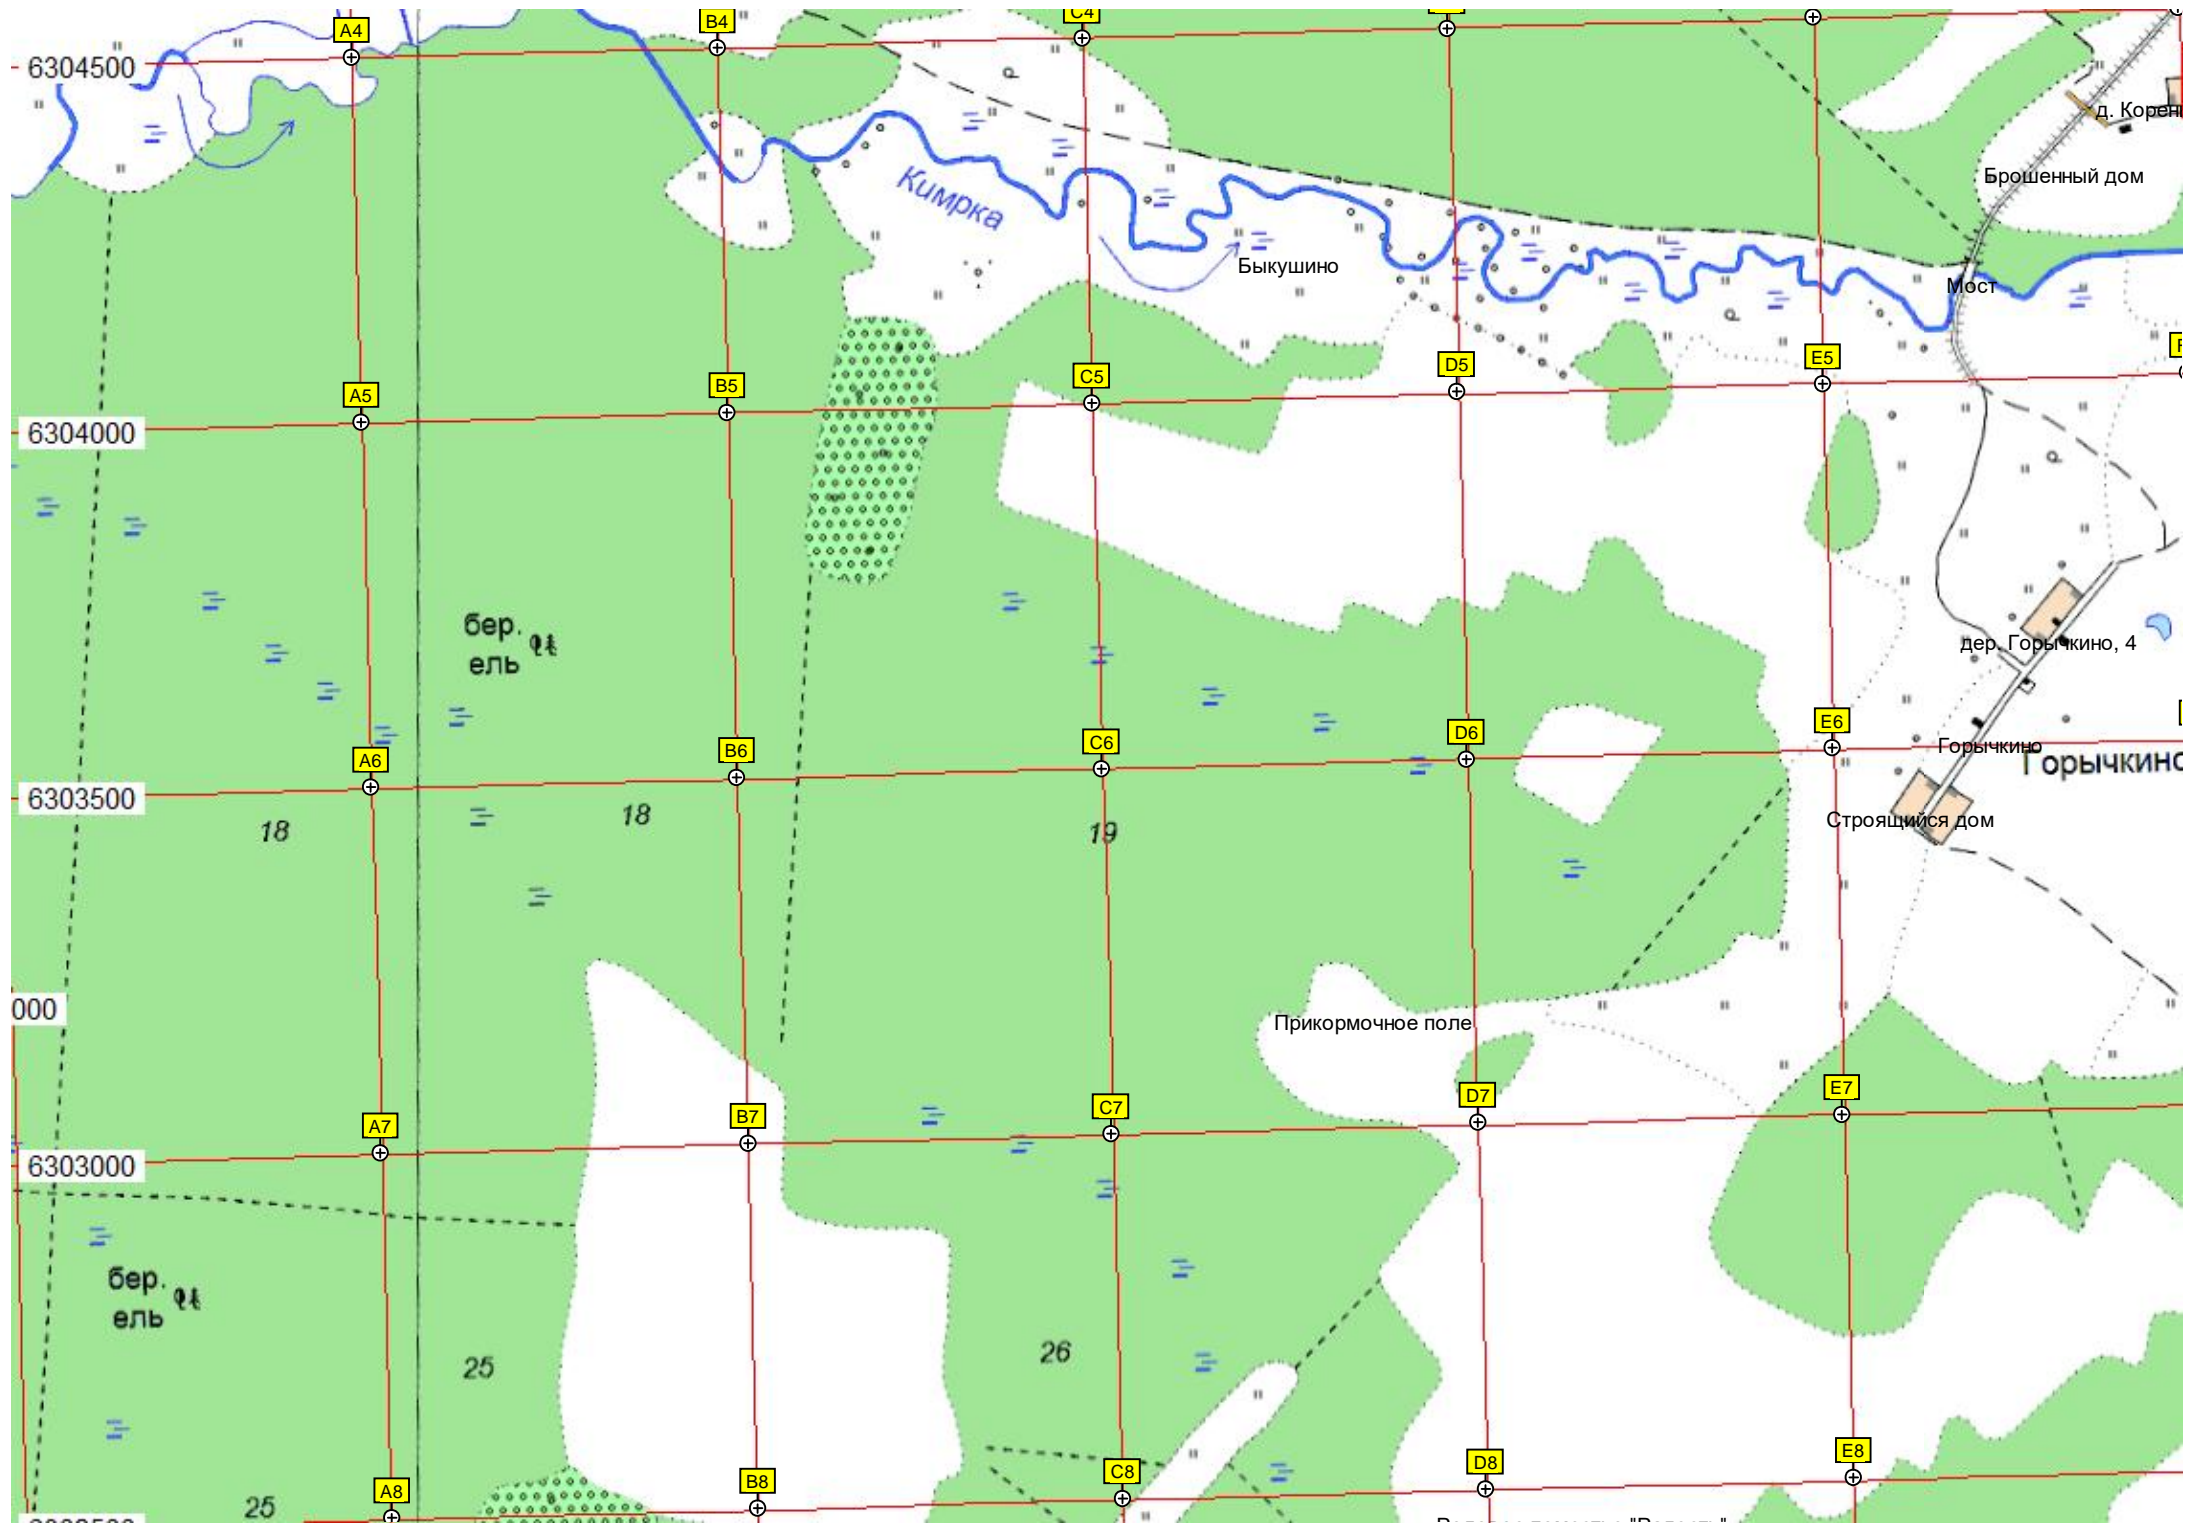 A4
B4
C4
6304500
д. Корен
Брошенный дом
Кимрка
Быкушино
Мост
A5
B5
C5
D5
E5
6304000
бер.
ель
дер. Горычкино, 4
A6
B6
C6
D6
E6
Горычкино
Горычкино
6303500
18
18
19
Строящийся дом
000
Прикормочное поле
A7
B7
C7
D7
E7
6303000
бер.
ель
25
26
A8
B8
C8
D8
E8
25